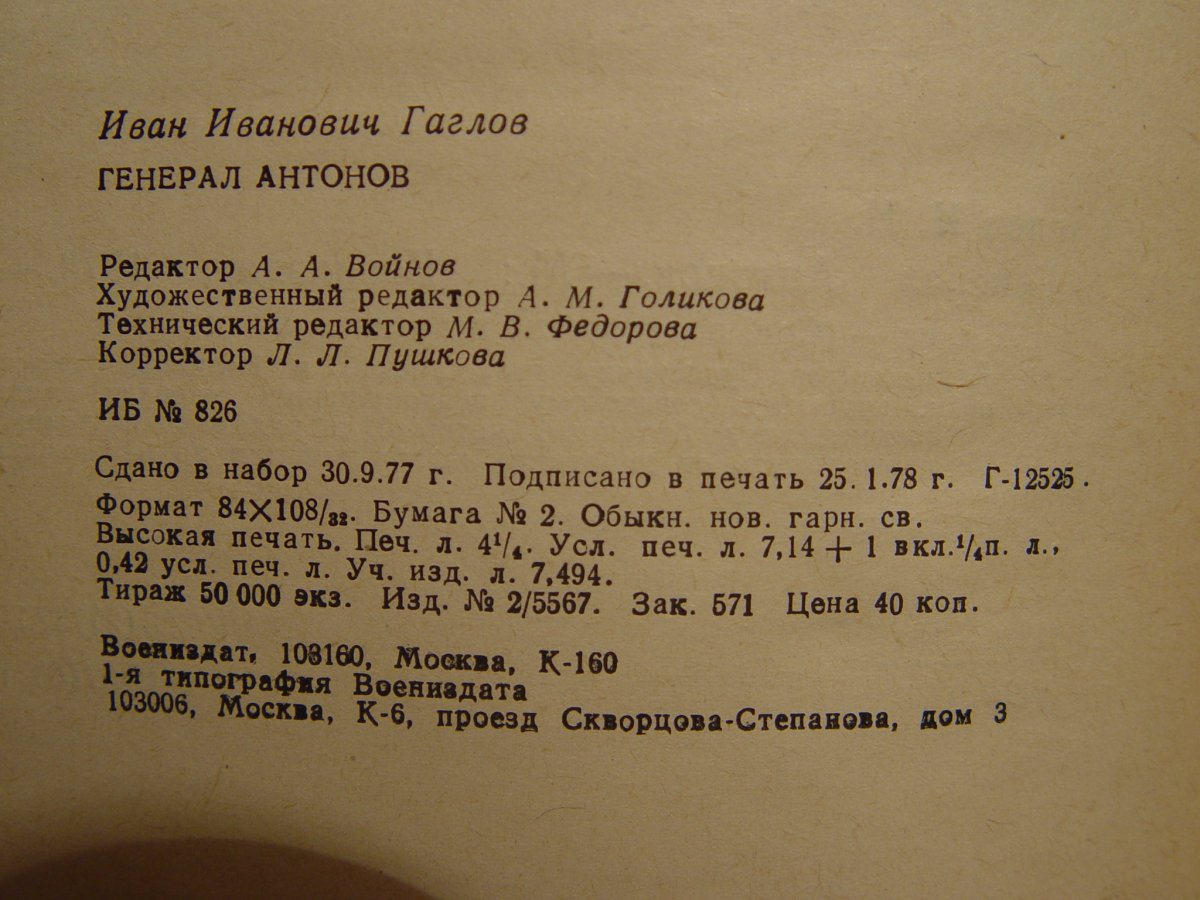 Иван Иванович Гаглов
ГЕНЕРАЛ АНТОНОВ
Редактор А. А. Войнов
Художественный редактор А. М. Голикова
Технический редактор М. В. Федорова
Корректор Л. Л. Пушкова
ИБ № 826
Сдано в набор 30.9.77 г. Подписано в печать 25.1.78 г. Г-12525.
Формат 84×108/₃₂. Бумага № 2. Обыкн. нов. гарн. св.
Высокая печать. Печ. л. 4¹/₄. Усл. печ. л. 7,14 + 1 вкл.¹/₄п. л.,
0,42 усл. печ. л. Уч. изд. л. 7,494.
Тираж 50 000 экз. Изд. № 2/5567. Зак. 571 Цена 40 коп.
Воениздат, 103160, Москва, К-160
1-я типография Воениздата
103006, Москва, К-6, проезд Скворцова-Степанова, дом 3